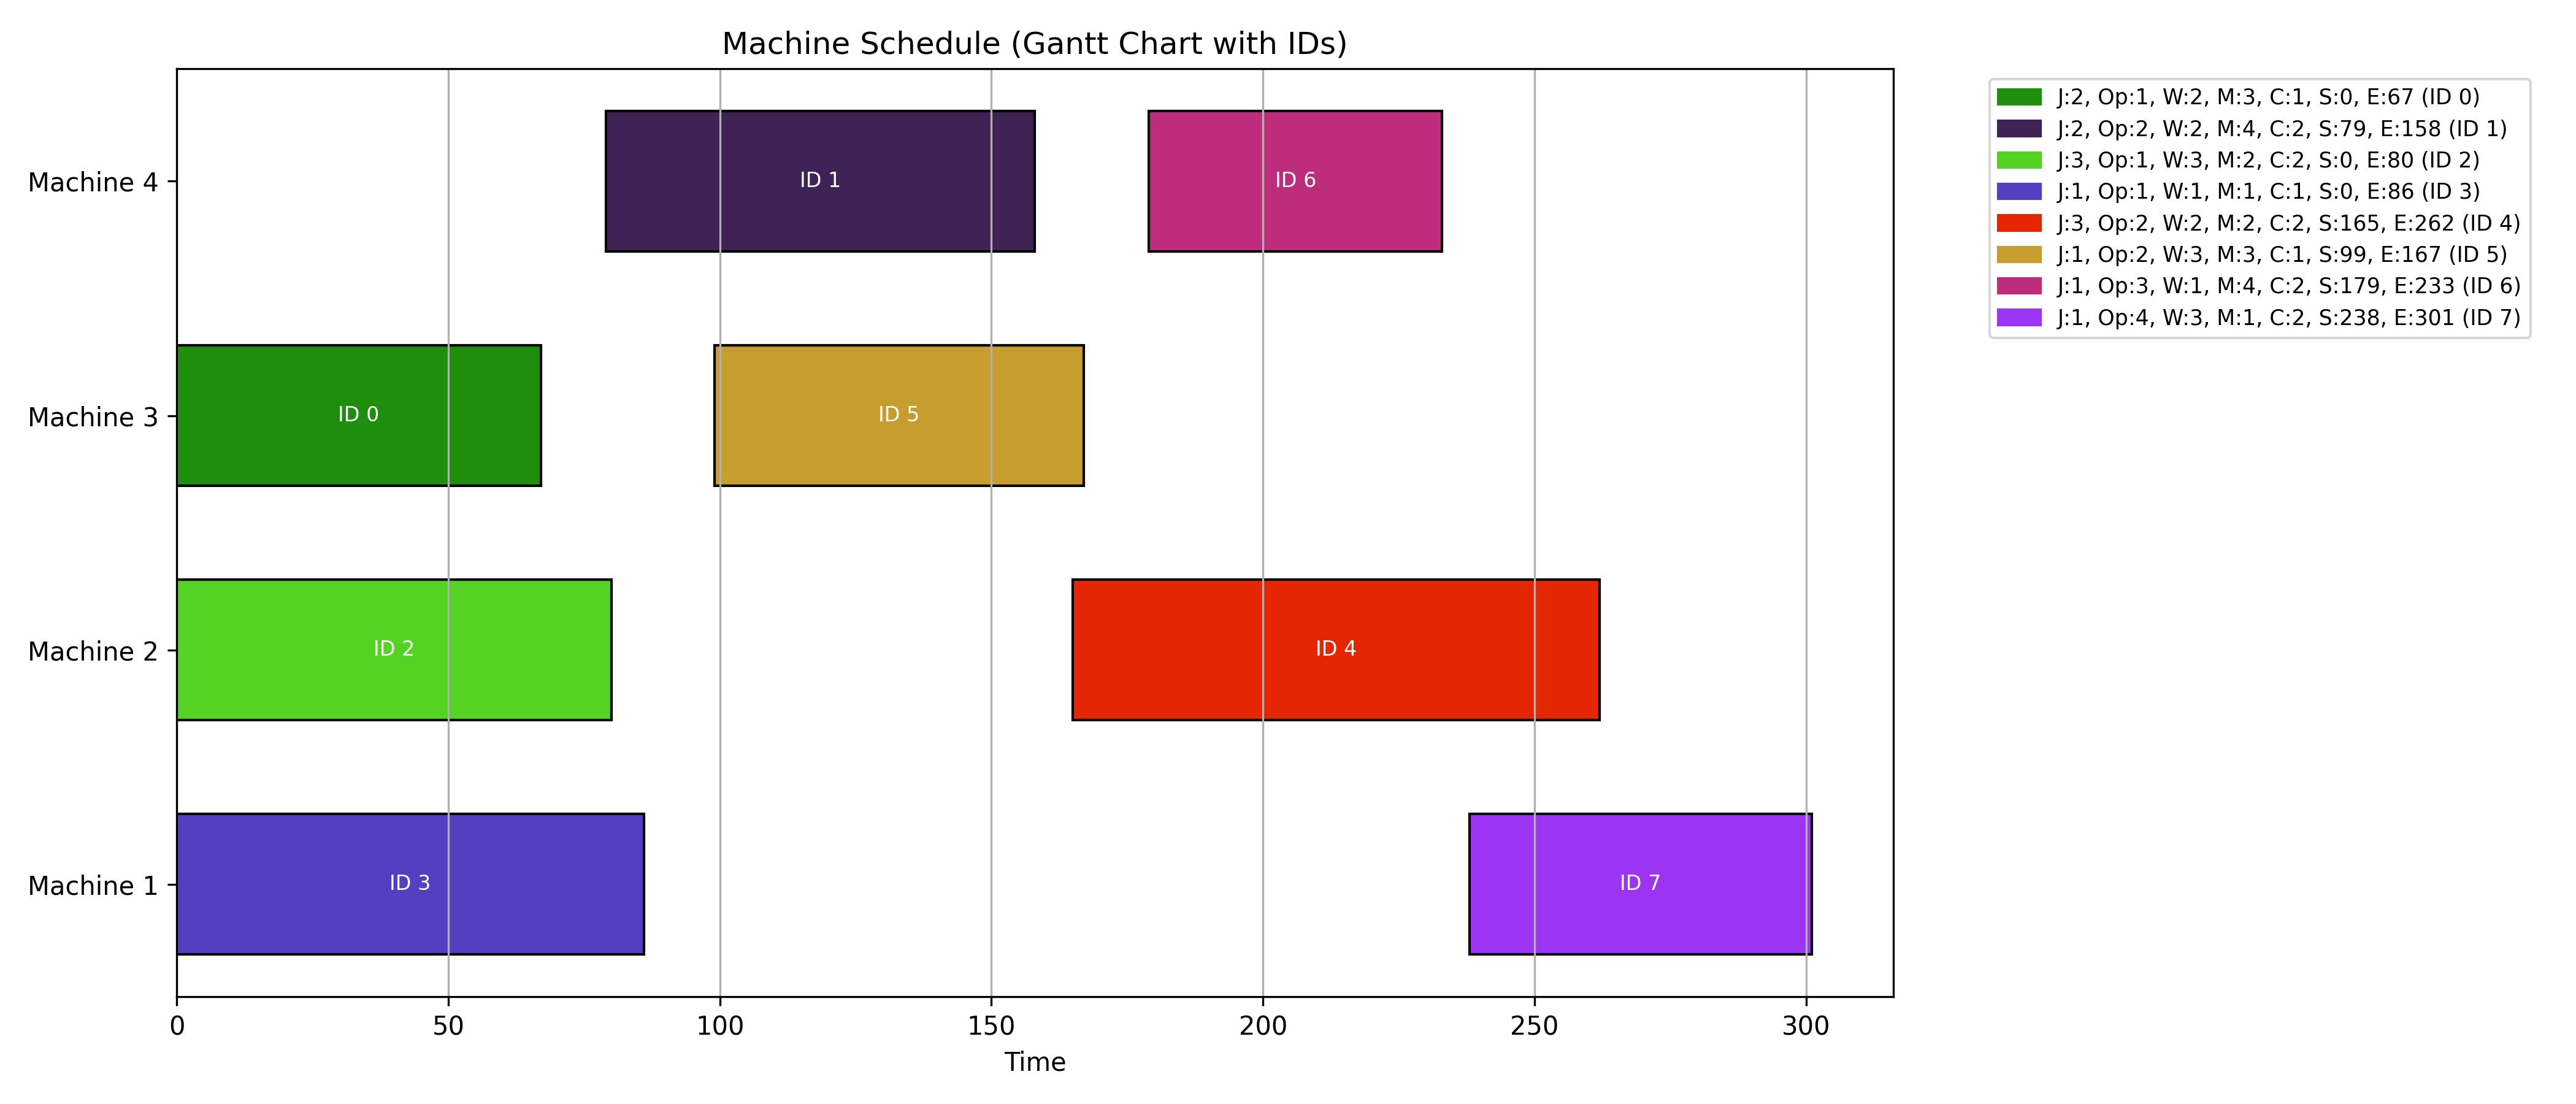 Machine Schedule (Gantt Chart with IDs)
Machine 4
Machine 3
Machine 2
Machine 1
ID 1
ID 6
ID 0
ID 5
ID 2
ID 4
ID 3
ID 7
0 50 100 150 200 250 300
Time
J:2, Op:1, W:2, M:3, C:1, S:0, E:67 (ID 0)
J:2, Op:2, W:2, M:4, C:2, S:79, E:158 (ID 1)
J:3, Op:1, W:3, M:2, C:2, S:0, E:80 (ID 2)
J:1, Op:1, W:1, M:1, C:1, S:0, E:86 (ID 3)
J:3, Op:2, W:2, M:2, C:2, S:165, E:262 (ID 4)
J:1, Op:2, W:3, M:3, C:1, S:99, E:167 (ID 5)
J:1, Op:3, W:1, M:4, C:2, S:179, E:233 (ID 6)
J:1, Op:4, W:3, M:1, C:2, S:238, E:301 (ID 7)